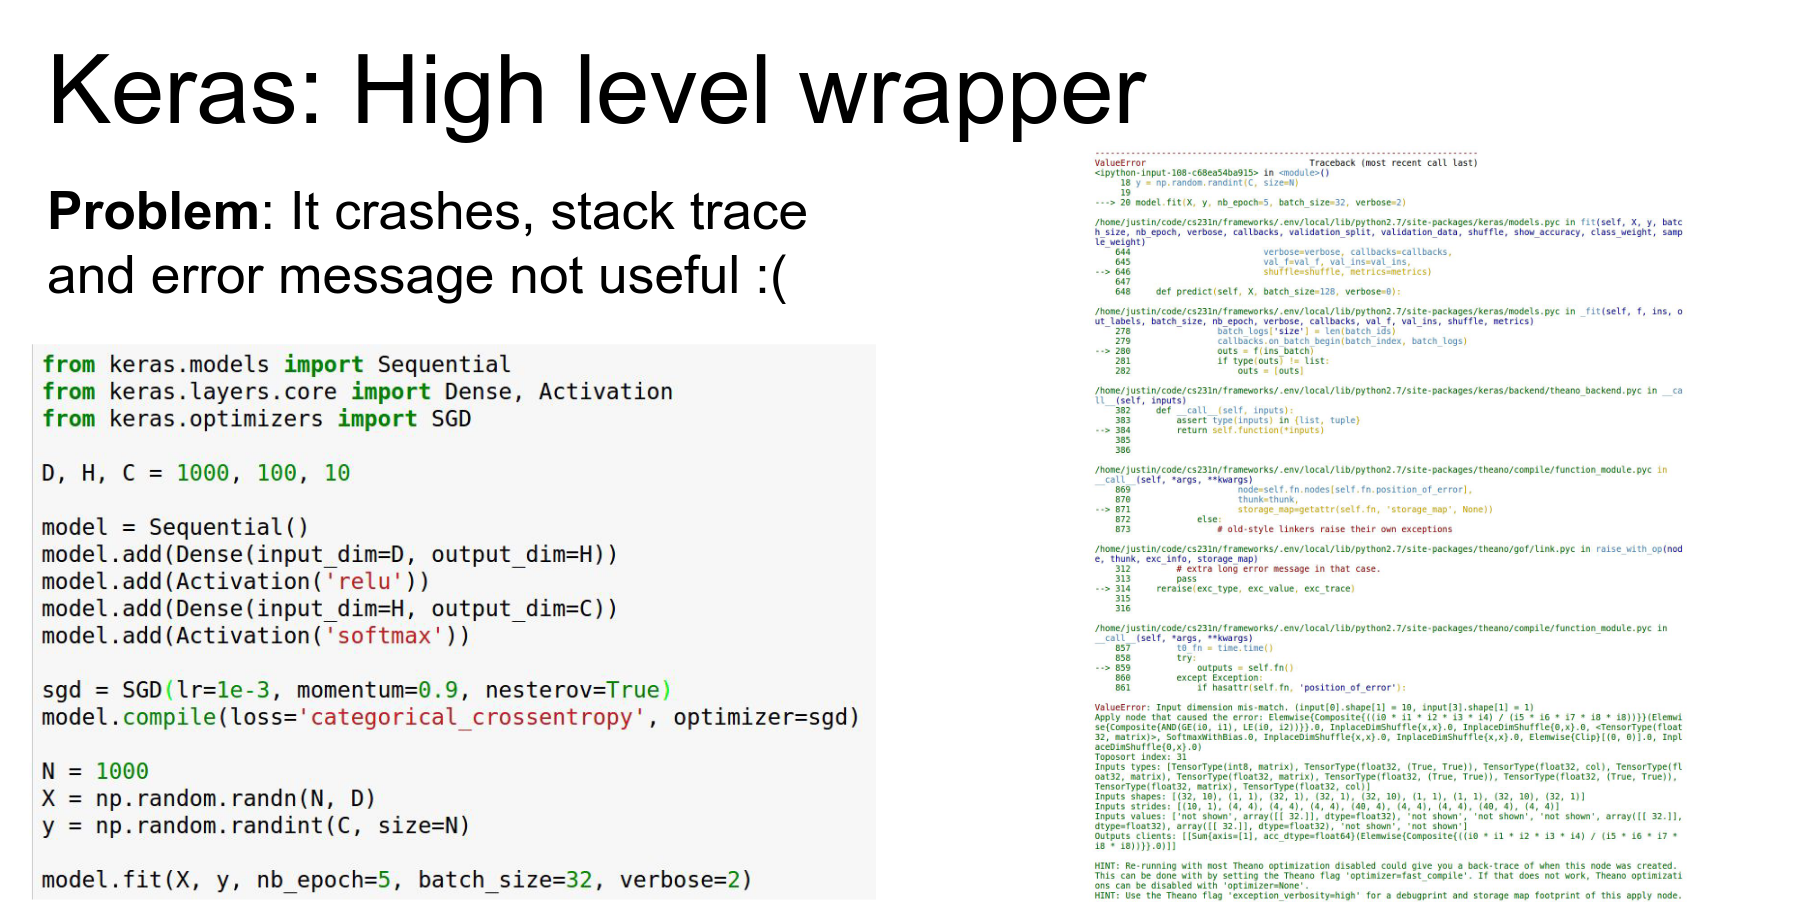 Keras: High level wrapper
Problem: It crashes, stack trace
and error message not useful :(
from keras.models import Sequential
from keras.layers.core import Dense, Activation
from keras.optimizers import SGD
D, H, C = 1000, 100, 10
model = Sequential()
model.add(Dense(input_dim=D, output_dim=H))
model.add(Activation('relu'))
model.add(Dense(input_dim=H, output_dim=C))
model.add(Activation('softmax'))
sgd = SGD(lr=1e-3, momentum=0.9, nesterov=True)
model.compile(loss='categorical_crossentropy', optimizer=sgd)
N = 1000
X = np.random.randn(N, D)
y = np.random.randint(C, size=N)
model.fit(X, y, nb_epoch=5, batch_size=32, verbose=2)
---------------------------------------------------------------------------
ValueError                                Traceback (most recent call last)
<ipython-input-108-c68ea54ba915> in <module>()
18 y = np.random.randint(C, size=N)
19
---> 20 model.fit(X, y, nb_epoch=5, batch_size=32, verbose=2)
/home/justin/code/cs231n/frameworks/.env/local/lib/python2.7/site-packages/keras/models.pyc in fit(self, X, y, batc
h_size, nb_epoch, verbose, callbacks, validation_split, validation_data, shuffle, show_accuracy, class_weight, samp
le_weight)
644 verbose=verbose, callbacks=callbacks,
645 val_f=val_f, val_ins=val_ins,
--> 646 shuffle=shuffle, metrics=metrics)
647
648 def predict(self, X, batch_size=128, verbose=0):
/home/justin/code/cs231n/frameworks/.env/local/lib/python2.7/site-packages/keras/models.pyc in _fit(self, f, ins, o
ut_labels, batch_size, nb_epoch, verbose, callbacks, val_f, val_ins, shuffle, metrics)
278 batch_logs['size'] = len(batch_ids)
279 callbacks.on_batch_begin(batch_index, batch_logs)
--> 280 outs = f(ins_batch)
281 if type(outs) != list:
282 outs = [outs]
/home/justin/code/cs231n/frameworks/.env/local/lib/python2.7/site-packages/keras/backend/theano_backend.pyc in __ca
ll__(self, inputs)
382 def __call__(self, inputs):
383 assert type(inputs) in {list, tuple}
--> 384 return self.function(*inputs)
385
386
/home/justin/code/cs231n/frameworks/.env/local/lib/python2.7/site-packages/theano/compile/function_module.pyc in
__call__(self, *args, **kwargs)
869 node=self.fn.nodes[self.fn.position_of_error],
870 thunk=thunk,
--> 871 storage_map=getattr(self.fn, 'storage_map', None))
872 else:
873 # old-style linkers raise their own exceptions
/home/justin/code/cs231n/frameworks/.env/local/lib/python2.7/site-packages/theano/gof/link.pyc in raise_with_op(nod
e, thunk, exc_info, storage_map)
312 # extra long error message in that case.
313 pass
--> 314 reraise(exc_type, exc_value, exc_trace)
315
316
/home/justin/code/cs231n/frameworks/.env/local/lib/python2.7/site-packages/theano/compile/function_module.pyc in
__call__(self, *args, **kwargs)
857 t0_fn = time.time()
858 try:
--> 859 outputs = self.fn()
860 except Exception:
861 if hasattr(self.fn, 'position_of_error'):
ValueError: Input dimension mis-match. (input[0].shape[1] = 10, input[3].shape[1] = 1)
Apply node that caused the error: Elemwise{Composite{((i0 * i1 * i2 * i3 * i4) / (i5 * i6 * i7 * i8 * i8))}}(Elemwi
se{Composite{AND(GE(i0, i1), LE(i0, i2))}}.0, InplaceDimShuffle{x,x}.0, InplaceDimShuffle{0,x}.0, <TensorType(float
32, matrix)>, SoftmaxWithBias.0, InplaceDimShuffle{x,x}.0, InplaceDimShuffle{x,x}.0, Elemwise{Clip}[(0, 0)].0, Inpl
aceDimShuffle{0,x}.0)
Toposort index: 31
Inputs types: [TensorType(int8, matrix), TensorType(float32, (True, True)), TensorType(float32, col), TensorType(fl
oat32, matrix), TensorType(float32, matrix), TensorType(float32, (True, True)), TensorType(float32, (True, True)),
TensorType(float32, matrix), TensorType(float32, col)]
Inputs shapes: [(32, 10), (1, 1), (32, 1), (32, 1), (32, 10), (1, 1), (1, 1), (32, 10), (32, 1)]
Inputs strides: [(10, 1), (4, 4), (4, 4), (4, 4), (40, 4), (4, 4), (4, 4), (40, 4), (4, 4)]
Inputs values: ['not shown', array([[ 32.]], dtype=float32), 'not shown', 'not shown', 'not shown', array([[ 32.]],
dtype=float32), array([[ 32.]], dtype=float32), 'not shown', 'not shown']
Outputs clients: [[Sum{axis=[1], acc_dtype=float64}(Elemwise{Composite{((i0 * i1 * i2 * i3 * i4) / (i5 * i6 * i7 *
i8 * i8))}}.0)]]
HINT: Re-running with most Theano optimization disabled could give you a back-trace of when this node was created.
This can be done with by setting the Theano flag 'optimizer=fast_compile'. If that does not work, Theano optimizati
ons can be disabled with 'optimizer=None'.
HINT: Use the Theano flag 'exception_verbosity=high' for a debugprint and storage map footprint of this apply node.